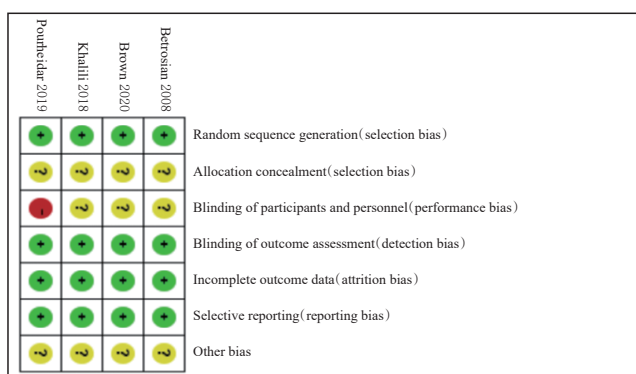 Pourheidar 2019
Khalili 2018
Brown 2020
Betrosian 2008
+ + + + Random sequence generation(selection bias)
? ? ? ? Allocation concealment(selection bias)
- ? ? ? Blinding of participants and personnel(performance bias)
+ + + + Blinding of outcome assessment(detection bias)
+ + + + Incomplete outcome data(attrition bias)
+ + + + Selective reporting(reporting bias)
? ? ? ? Other bias